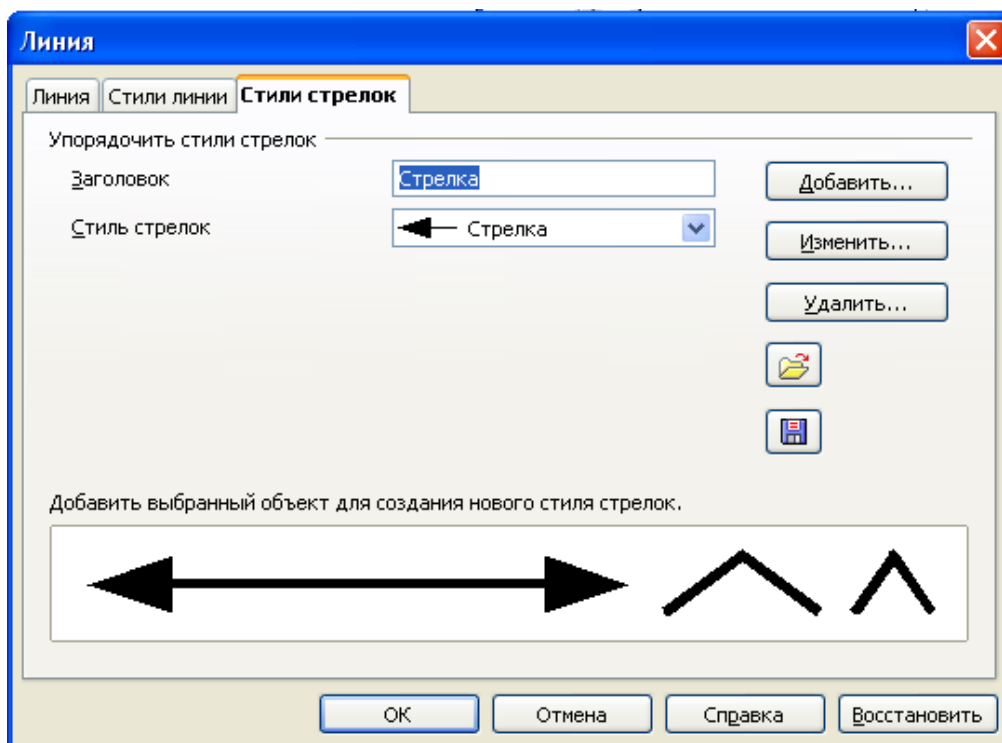 Линия
Линия Стили линии Стили стрелок
Упорядочить стили стрелок
Заголовок Стрелка Добавить...
Стиль стрелок Стрелка Изменить...
Удалить...
Добавить выбранный объект для создания нового стиля стрелок.
ОК Отмена Справка Восстановить